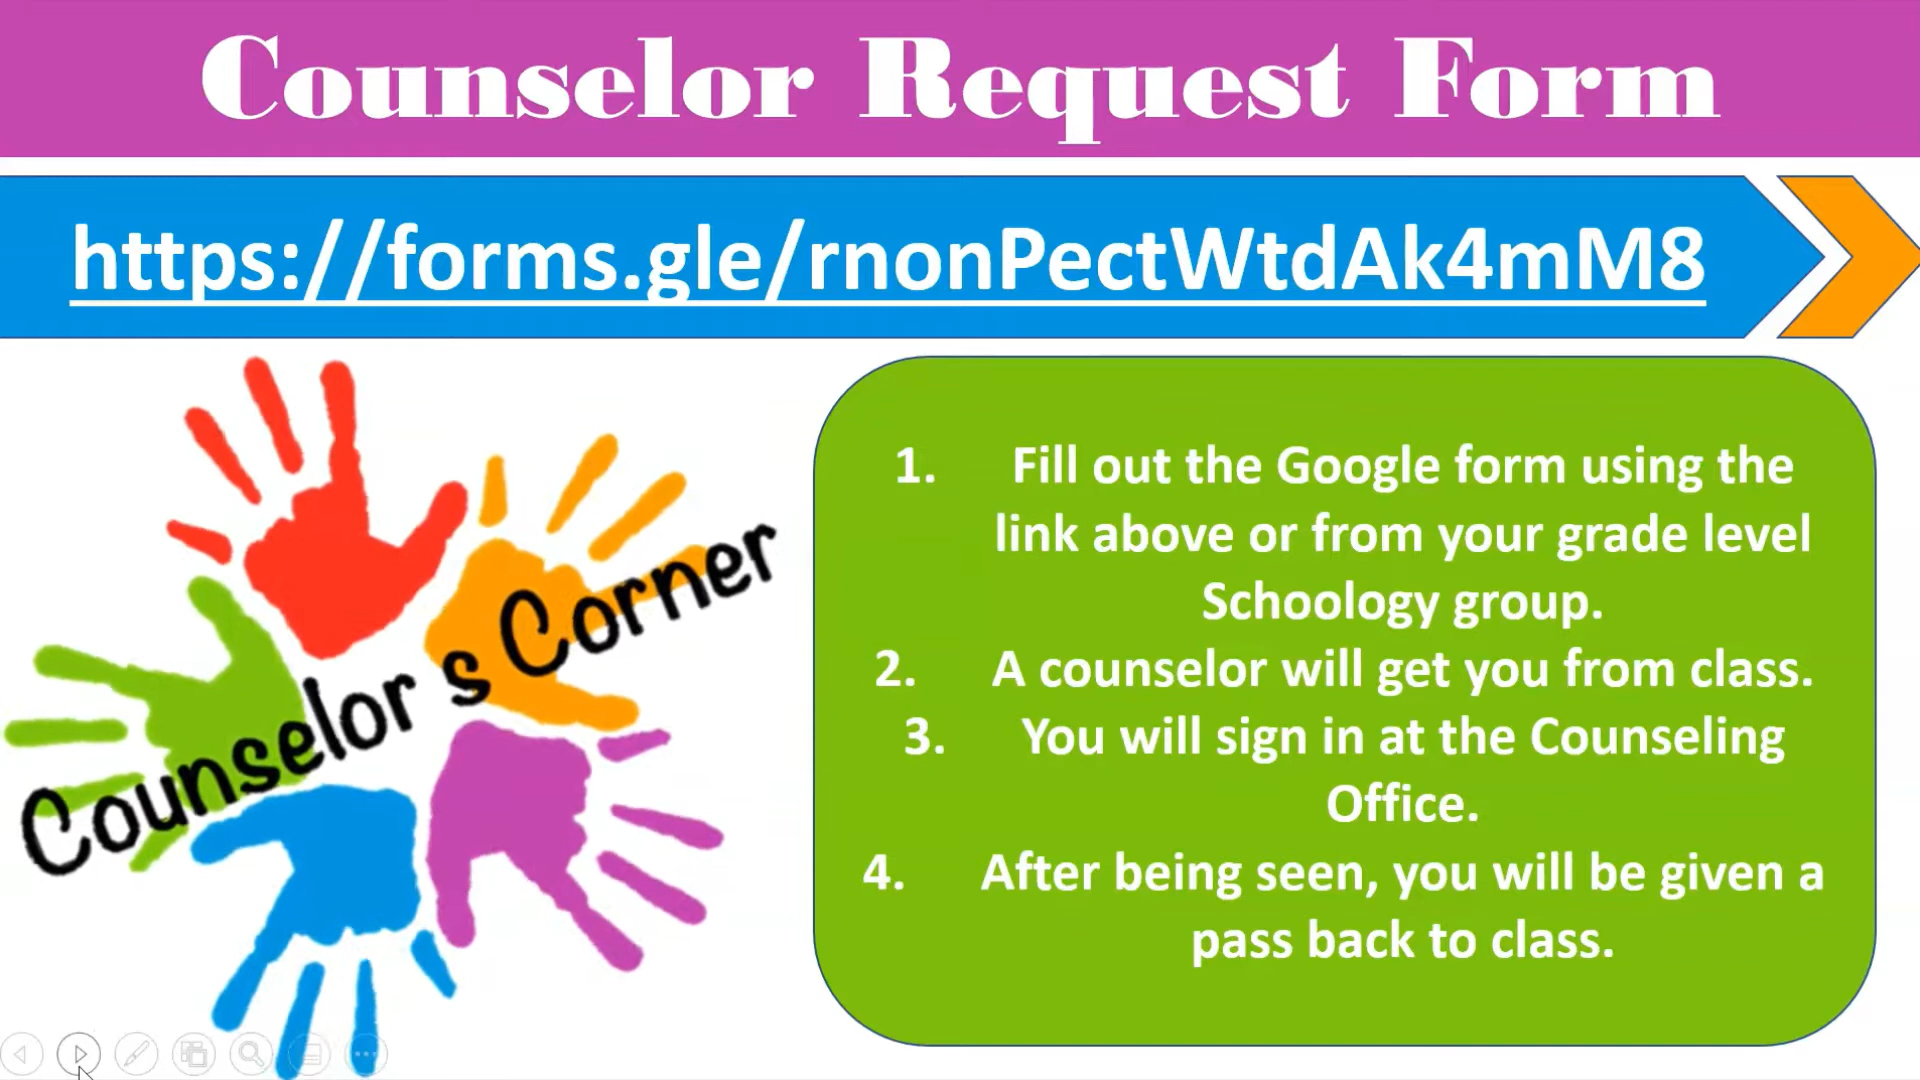 Counselor Request Form
https://forms.gle/rnonPectWtdAk4mM8
Counselor s Corner
1. Fill out the Google form using the
link above or from your grade level
Schoology group.
2. A counselor will get you from class.
3. You will sign in at the Counseling
Office.
4. After being seen, you will be given a
pass back to class.